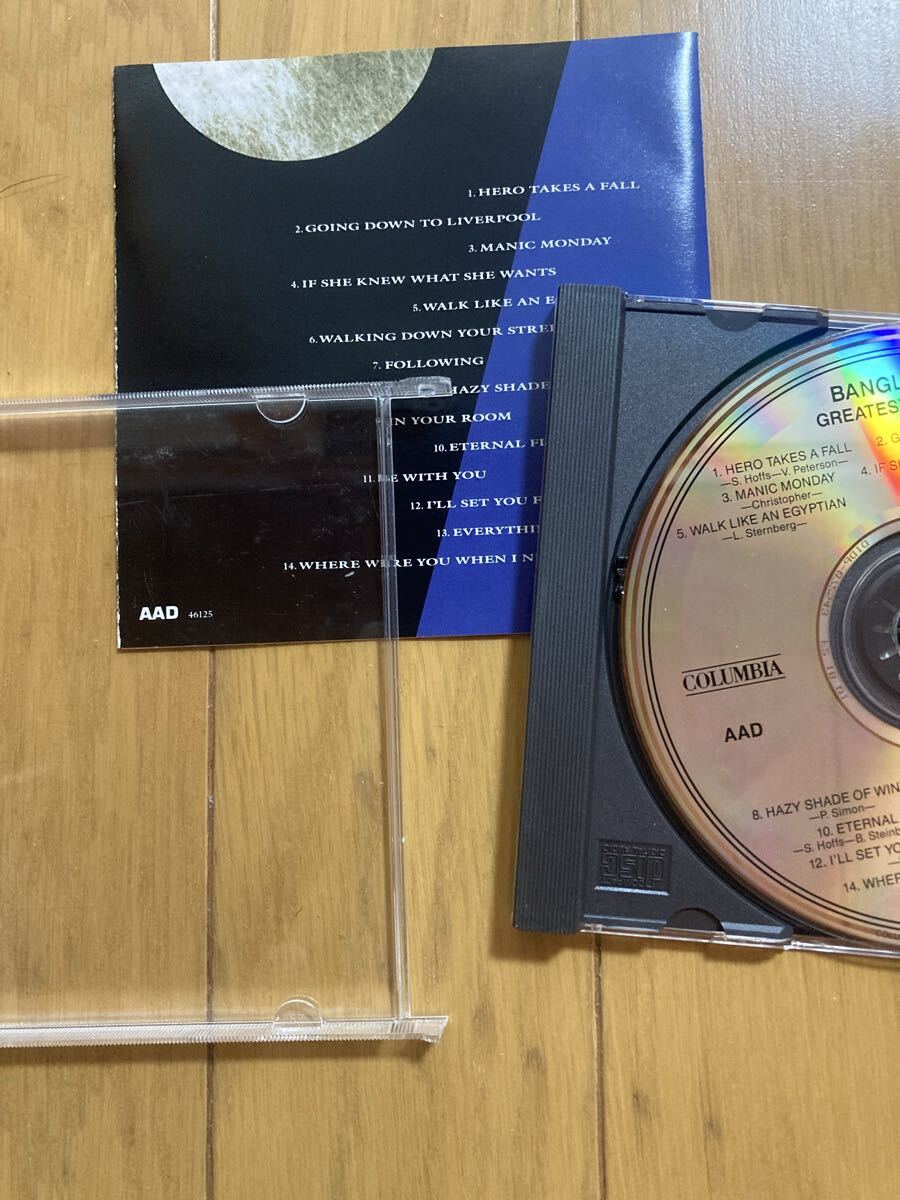 1. HERO TAKES A FALL
2. GOING DOWN TO LIVERPOOL
3. MANIC MONDAY
4. IF SHE KNEW WHAT SHE WANTS
5. WALK LIKE AN E
6. WALKING DOWN YOUR STREE
7. FOLLOWING
HAZY SHADE
IN YOUR ROOM
10. ETERNAL FL
11. BE WITH YOU
12. I'LL SET YOU F
13. EVERYTHIN
14. WHERE WERE YOU WHEN I N
AAD 46125
BANGL
GREATEST
1. HERO TAKES A FALL
—S. Hoffs—V. Peterson—
2. G
3. MANIC MONDAY
—Christopher—
4. IF S
5. WALK LIKE AN EGYPTIAN
—L. Sternberg—
COLUMBIA
AAD
8. HAZY SHADE OF WIN
—P. Simon—
10. ETERNAL
—S. Hoffs—B. Steinb
12. I'LL SET YO
14. WHER